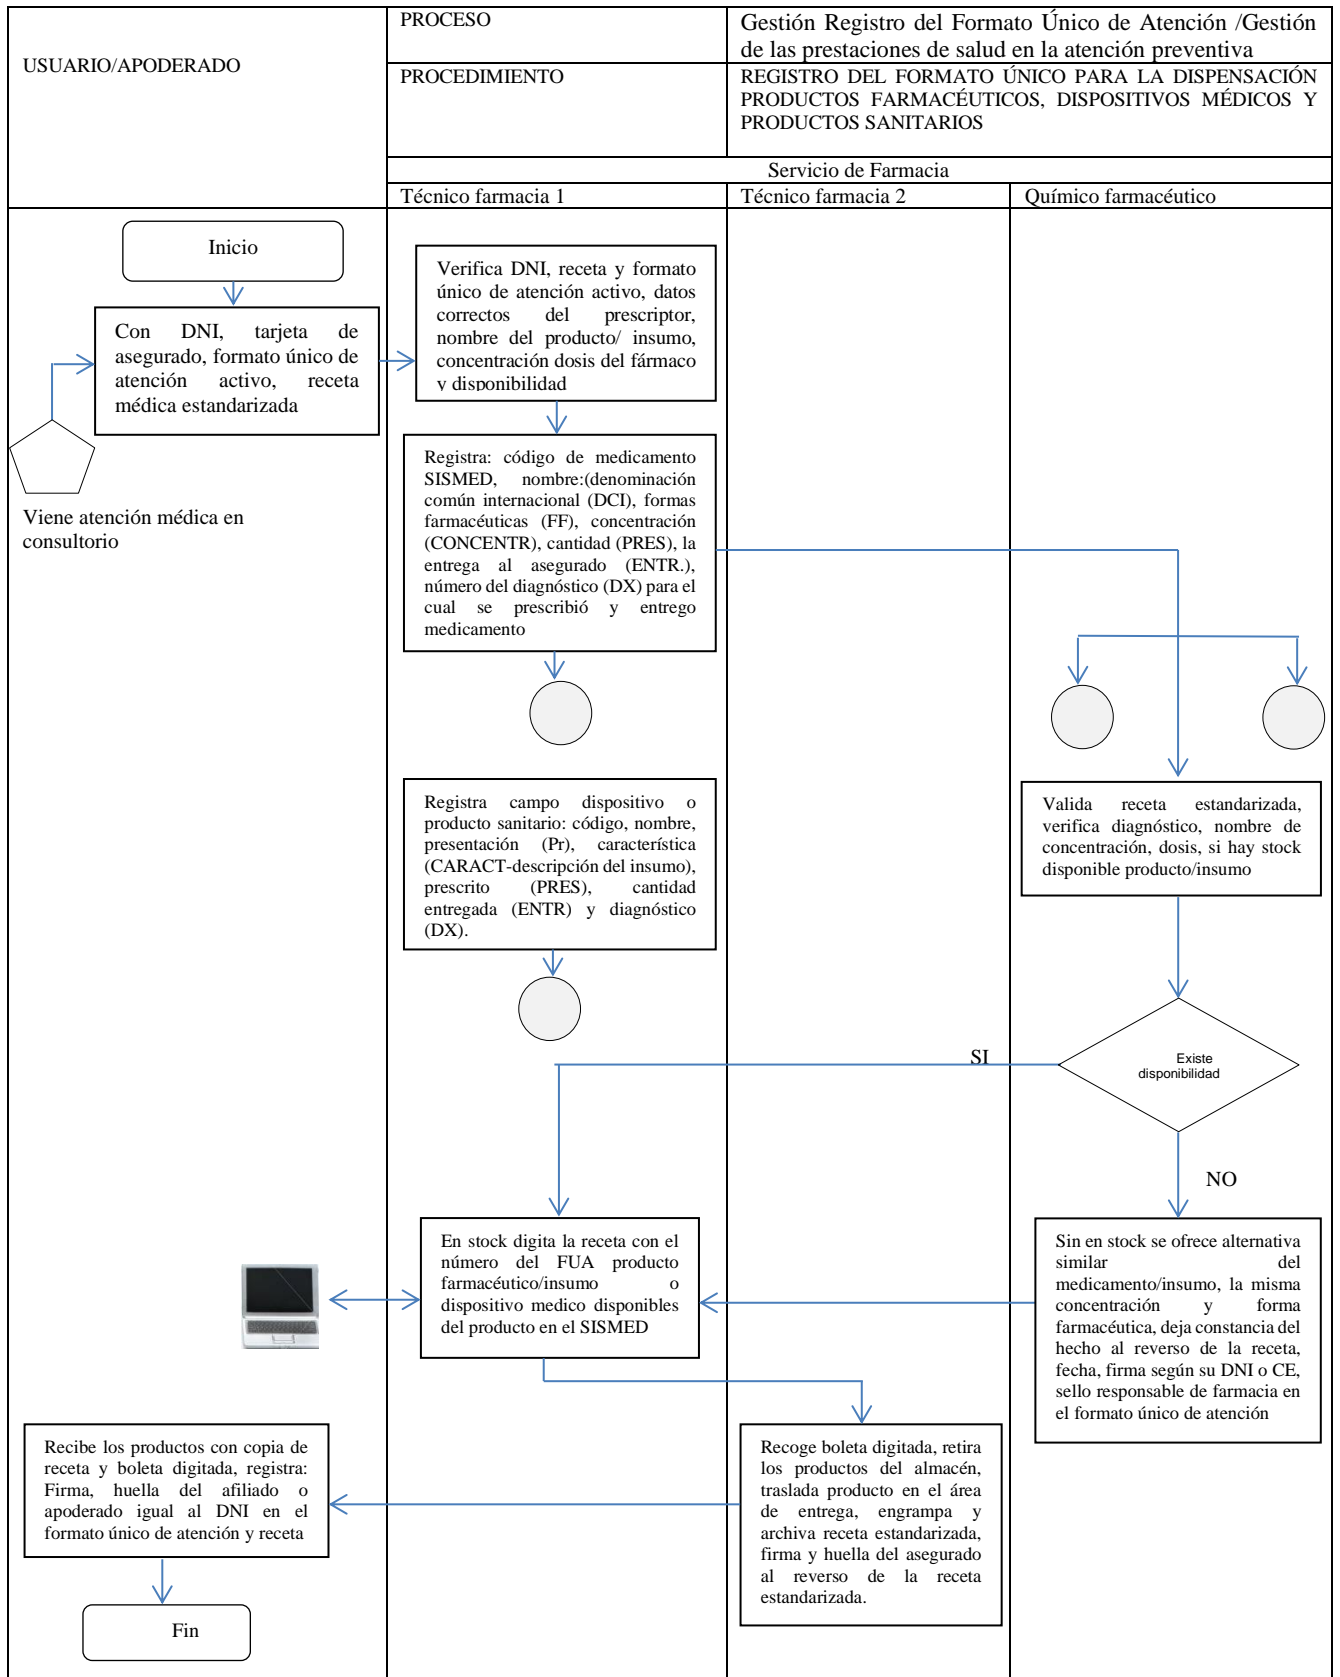 USUARIO/APODERADO
PROCESO
Gestión Registro del Formato Único de Atención /Gestión
de las prestaciones de salud en la atención preventiva
PROCEDIMIENTO
REGISTRO DEL FORMATO ÚNICO PARA LA DISPENSACIÓN
PRODUCTOS FARMACÉUTICOS, DISPOSITIVOS MÉDICOS Y
PRODUCTOS SANITARIOS
Servicio de Farmacia
Técnico farmacia 1
Técnico farmacia 2
Químico farmacéutico
Inicio
Con DNI, tarjeta de
asegurado, formato único de
atención activo, receta
médica estandarizada
Viene atención médica en
consultorio
Verifica DNI, receta y formato
único de atención activo, datos
correctos del prescriptor,
nombre del producto/ insumo,
concentración dosis del fármaco
y disponibilidad
Registra: código de medicamento
SISMED, nombre:(denominación
común internacional (DCI), formas
farmacéuticas (FF), concentración
(CONCENTR), cantidad (PRES), la
entrega al asegurado (ENTR.),
número del diagnóstico (DX) para el
cual se prescribió y entrego
medicamento
Registra campo dispositivo o
producto sanitario: código, nombre,
presentación (Pr), característica
(CARACT-descripción del insumo),
prescrito (PRES), cantidad
entregada (ENTR) y diagnóstico
(DX).
Valida receta estandarizada,
verifica diagnóstico, nombre de
concentración, dosis, si hay stock
disponible producto/insumo
Existe
disponibilidad
SI
NO
En stock digita la receta con el
número del FUA producto
farmacéutico/insumo o
dispositivo medico disponibles
del producto en el SISMED
Sin en stock se ofrece alternativa
similar del
medicamento/insumo, la misma
concentración y forma
farmacéutica, deja constancia del
hecho al reverso de la receta,
fecha, firma según su DNI o CE,
sello responsable de farmacia en
el formato único de atención
Recoge boleta digitada, retira
los productos del almacén,
traslada producto en el área
de entrega, engrampa y
archiva receta estandarizada,
firma y huella del asegurado
al reverso de la receta
estandarizada.
Recibe los productos con copia de
receta y boleta digitada, registra:
Firma, huella del afiliado o
apoderado igual al DNI en el
formato único de atención y receta
Fin